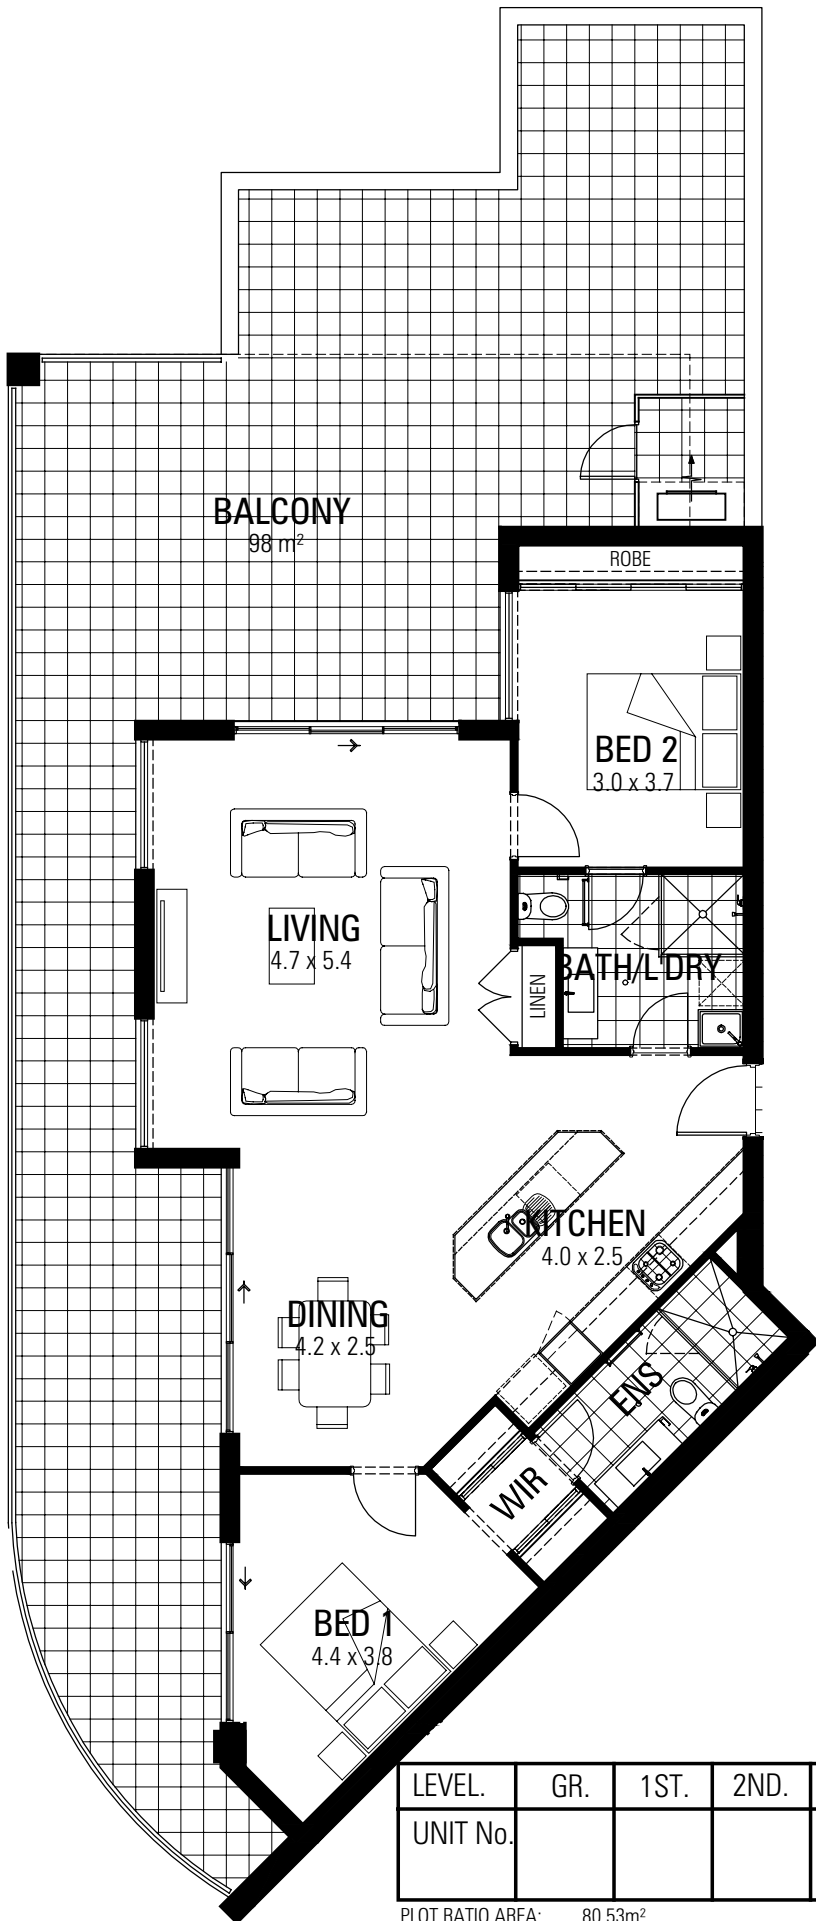 BALCONY
98 m²
ROBE
BED 2
3.0 x 3.7
LIVING
4.7 x 5.4
BATH/L'DRY
LINEN
KITCHEN
4.0 x 2.5
DINING
4.2 x 2.5
ENS
WIR
BED 1
4.4 x 3.8
LEVEL. GR. 1ST. 2ND.
UNIT No.
PLOT RATIO AREA: 80.53m²